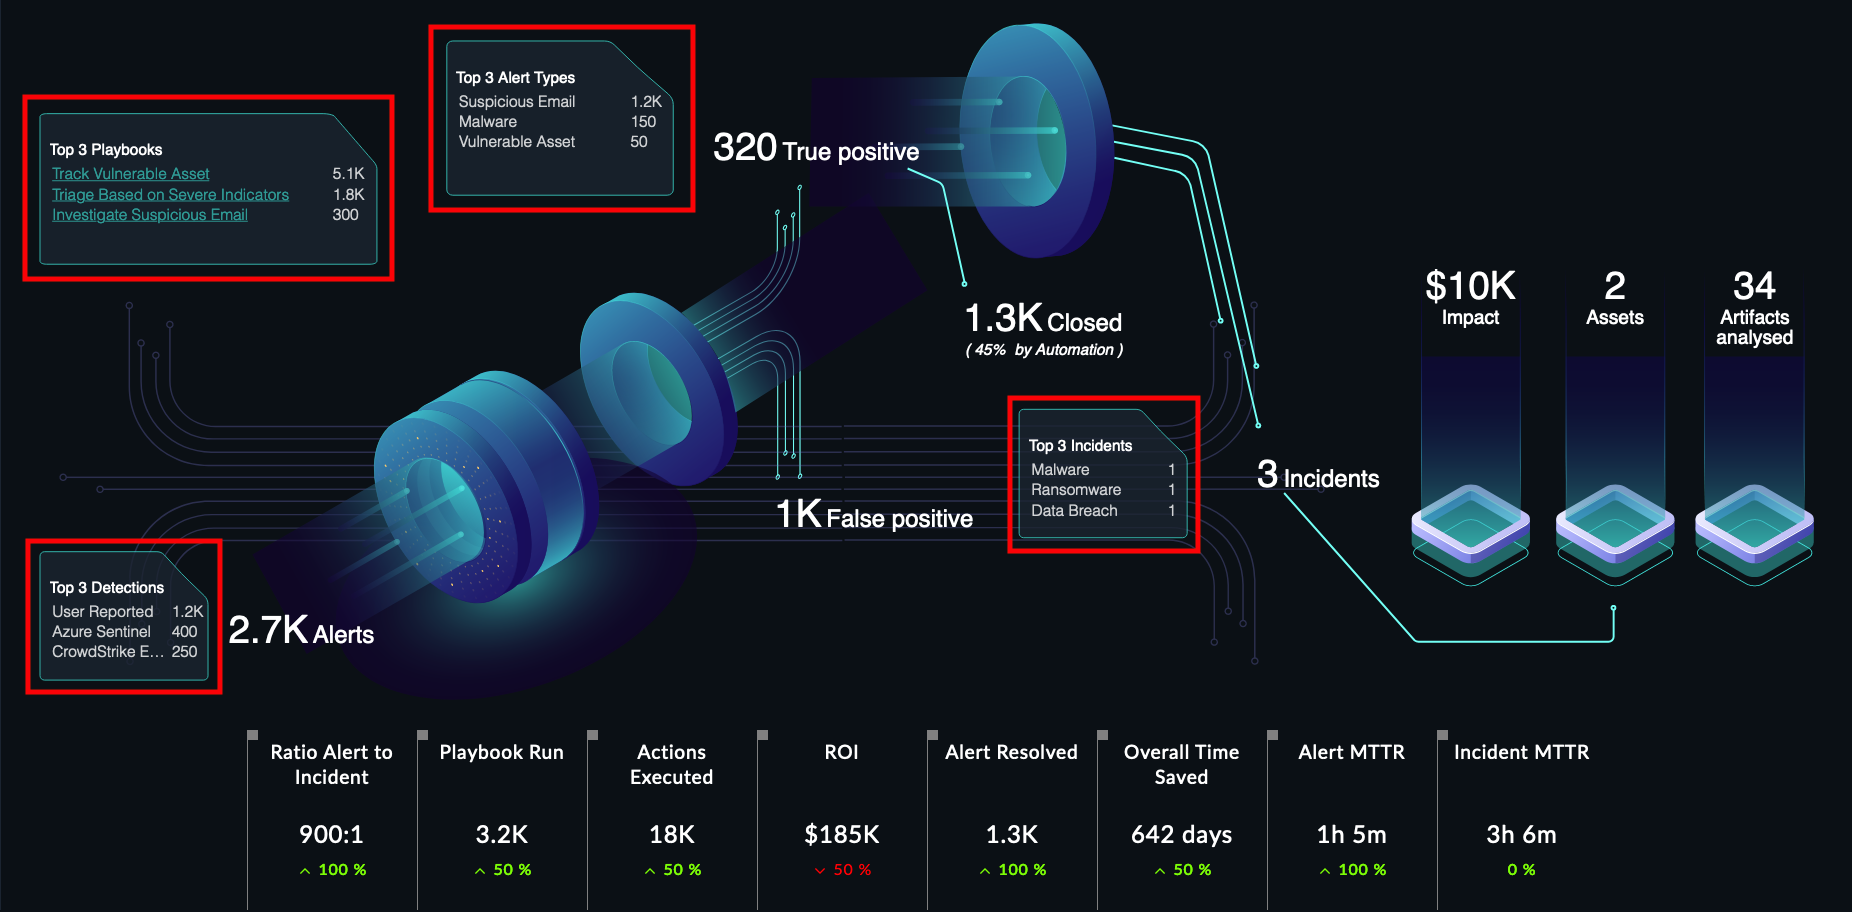 Top 3 Alert Types
Suspicious Email 1.2K
Malware 150
Vulnerable Asset 50
Top 3 Playbooks
Track Vulnerable Asset 5.1K
Triage Based on Severe Indicators 1.8K
Investigate Suspicious Email 300
320 True positive
1.3K Closed
( 45% by Automation )
$10K
Impact
2
Assets
34
Artifacts
analysed
Top 3 Incidents
Malware 1
Ransomware 1
Data Breach 1
3 Incidents
1K False positive
Top 3 Detections
User Reported 1.2K
Azure Sentinel 400
CrowdStrike E... 250
2.7K Alerts
Ratio Alert to
Incident
900:1
100 %
Playbook Run
3.2K
50 %
Actions
Executed
18K
50 %
ROI
$185K
50 %
Alert Resolved
1.3K
100 %
Overall Time
Saved
642 days
50 %
Alert MTTR
1h 5m
100 %
Incident MTTR
3h 6m
0 %